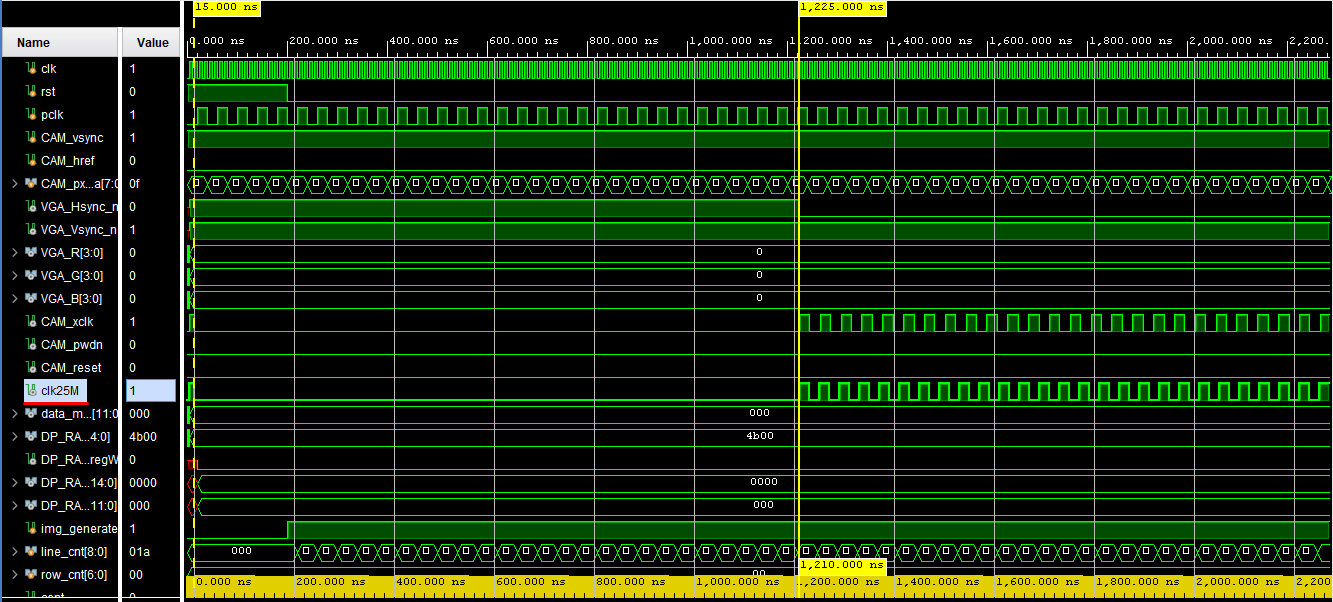 15.000 ns 1,225.000 ns
Name Value 0.000 ns 200.000 ns 400.000 ns 600.000 ns 800.000 ns 1,000.000 ns 1,200.000 ns 1,400.000 ns 1,600.000 ns 1,800.000 ns 2,000.000 ns 2,200.
clk 1
rst 0
pclk 1
CAM_vsync 1
CAM_href 0
CAM_px...a[7:0 0f
VGA_Hsync_n 0
VGA_Vsync_n 1
VGA_R[3:0] 0 0
VGA_G[3:0] 0 0
VGA_B[3:0] 0 0
CAM_xclk 1
CAM_pwdn 0
CAM_reset 0
clk25M 1
data_m...[11:0 000 000
DP_RA...4:0] 4b00 4b00
DP_RA...regW 0
DP_RA...14:0] 0000 0000
DP_RA...11:0] 000 000
img_generate 1
line_cnt[8:0] 01a 000
row_cnt[6:0] 00 00
1,210.000 ns
cont 0
0.000 ns 200.000 ns 400.000 ns 600.000 ns 800.000 ns 1,000.000 ns 1,200.000 ns 1,400.000 ns 1,600.000 ns 1,800.000 ns 2,000.000 ns 2,200